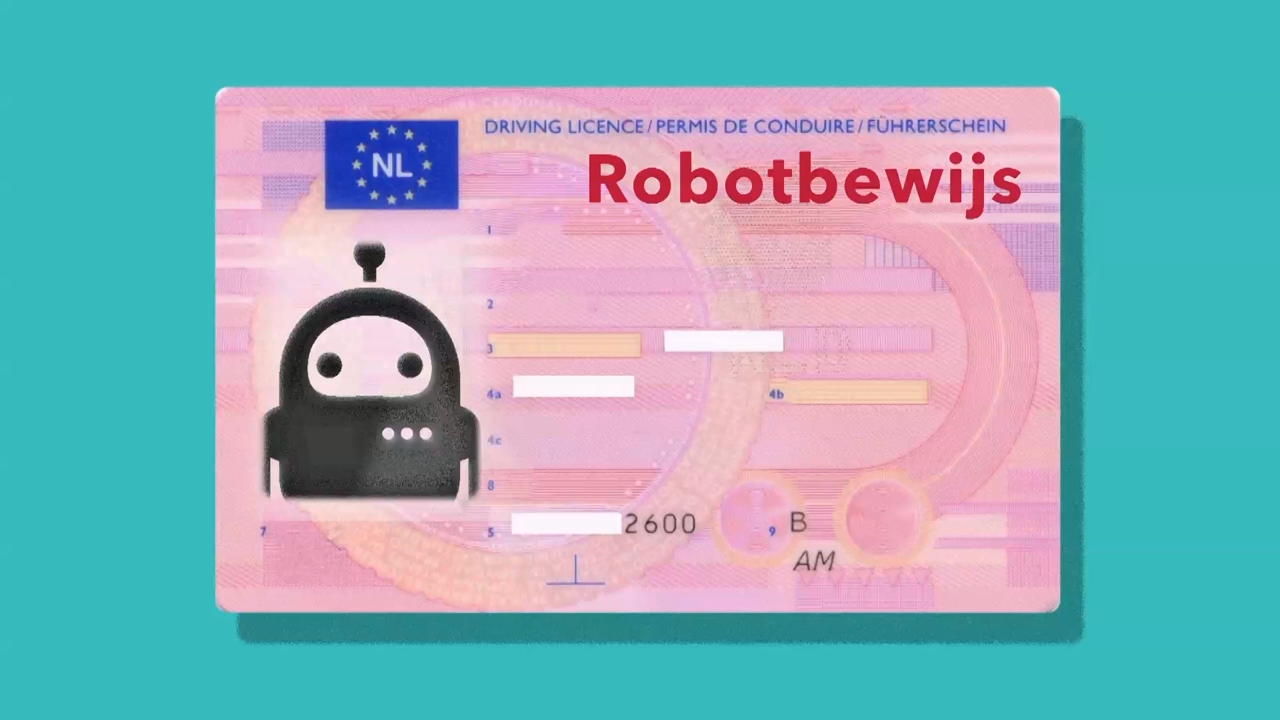 DRIVING LICENCE/PERMIS DE CONDUIRE/FÜHRERSCHEIN
NL
Robotbewijs
1
2
3
4a
4b
4c
8
7
5 2600 9 B
AM